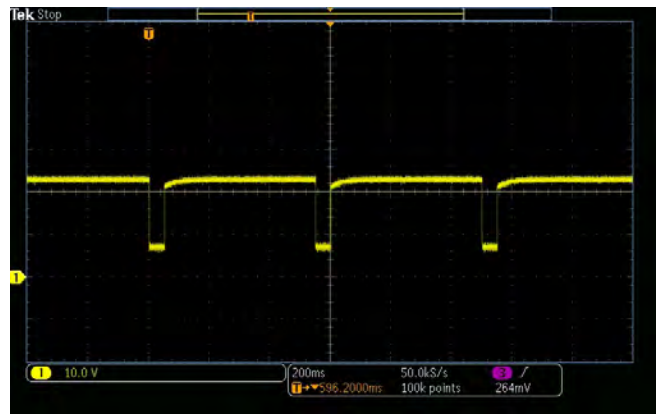 Tek Stop
T
T
1
1 10.0 V
200ms 50.0kS/s 3
T→▼596.2000ms 100k points 264mV